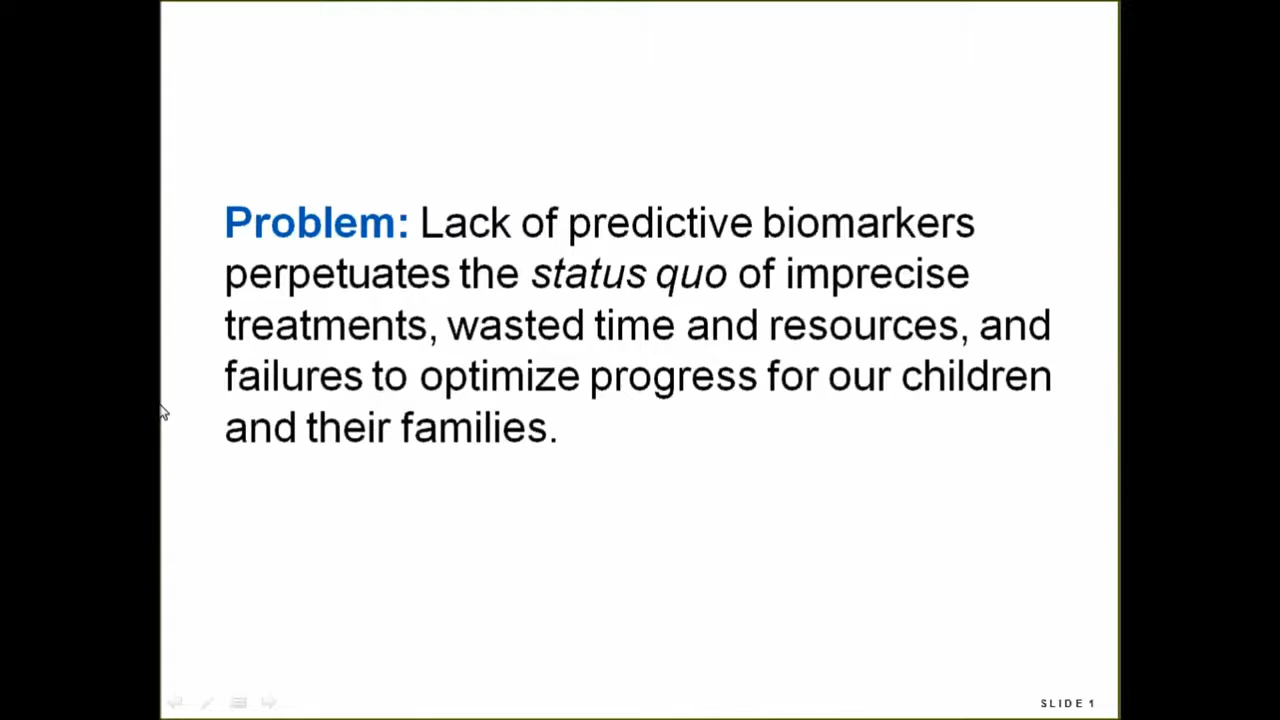 Problem: Lack of predictive biomarkers
perpetuates the status quo of imprecise
treatments, wasted time and resources, and
failures to optimize progress for our children
and their families.
SLIDE 1